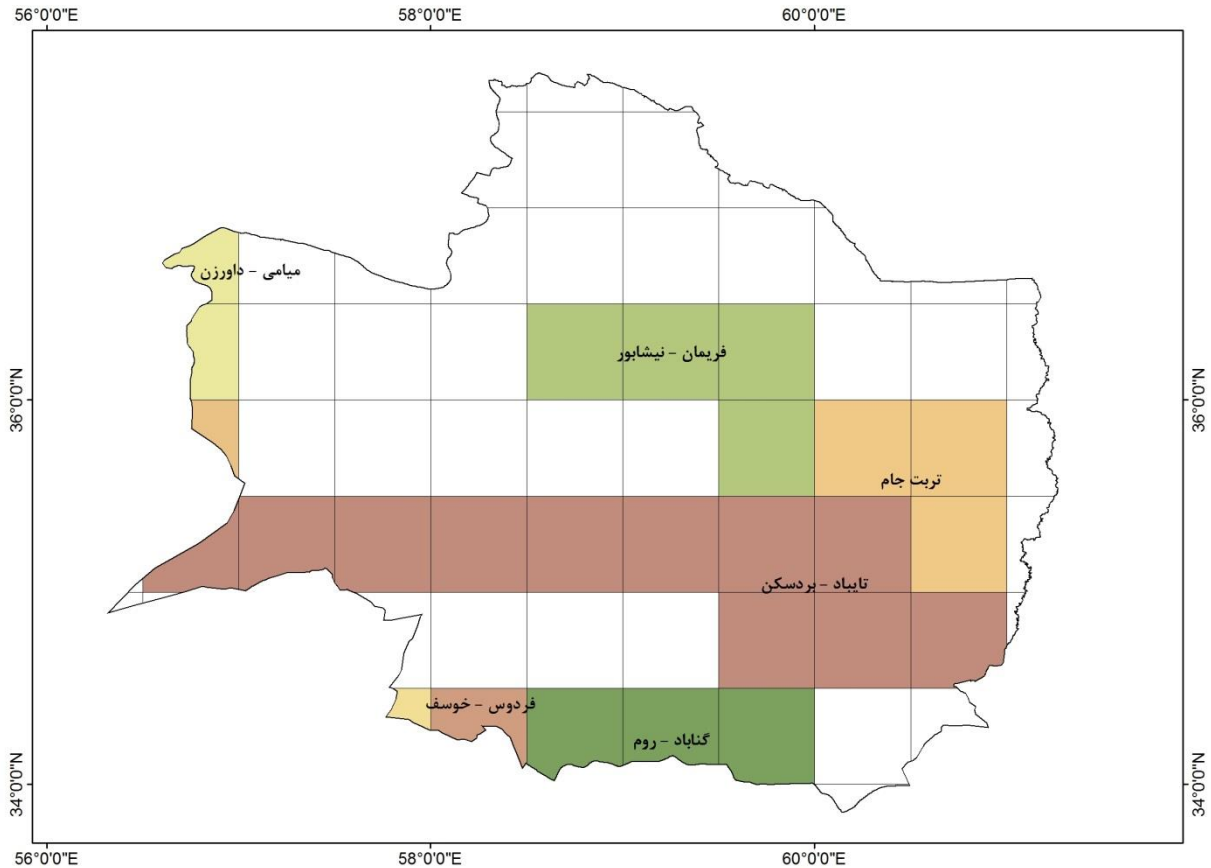 56°0'0"E
58°0'0"E
60°0'0"E
میامی - داورزن
فریمان - نیشابور
36°0'0"N
36°0'0"N
تربت جام
تایباد - بردسکن
فردوس - خوسف
گناباد - روم
34°0'0"N
34°0'0"N
56°0'0"E
58°0'0"E
60°0'0"E